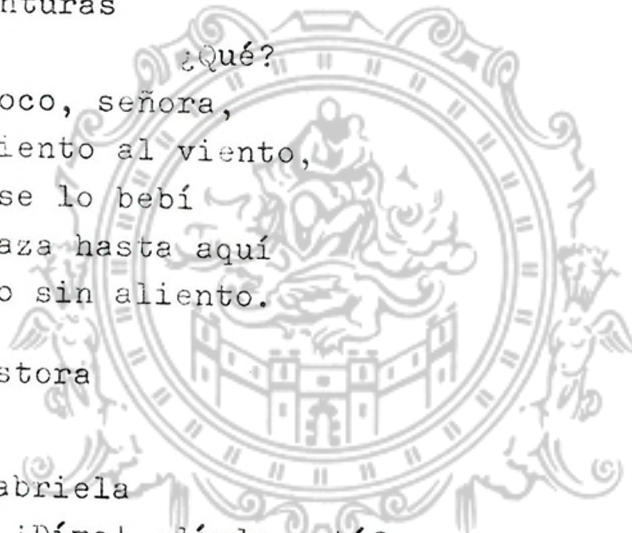 nturas
¿Qué?
oco, señora,
iento al viento,
se lo bebí
aza hasta aquí
o sin aliento.
stora
abriela